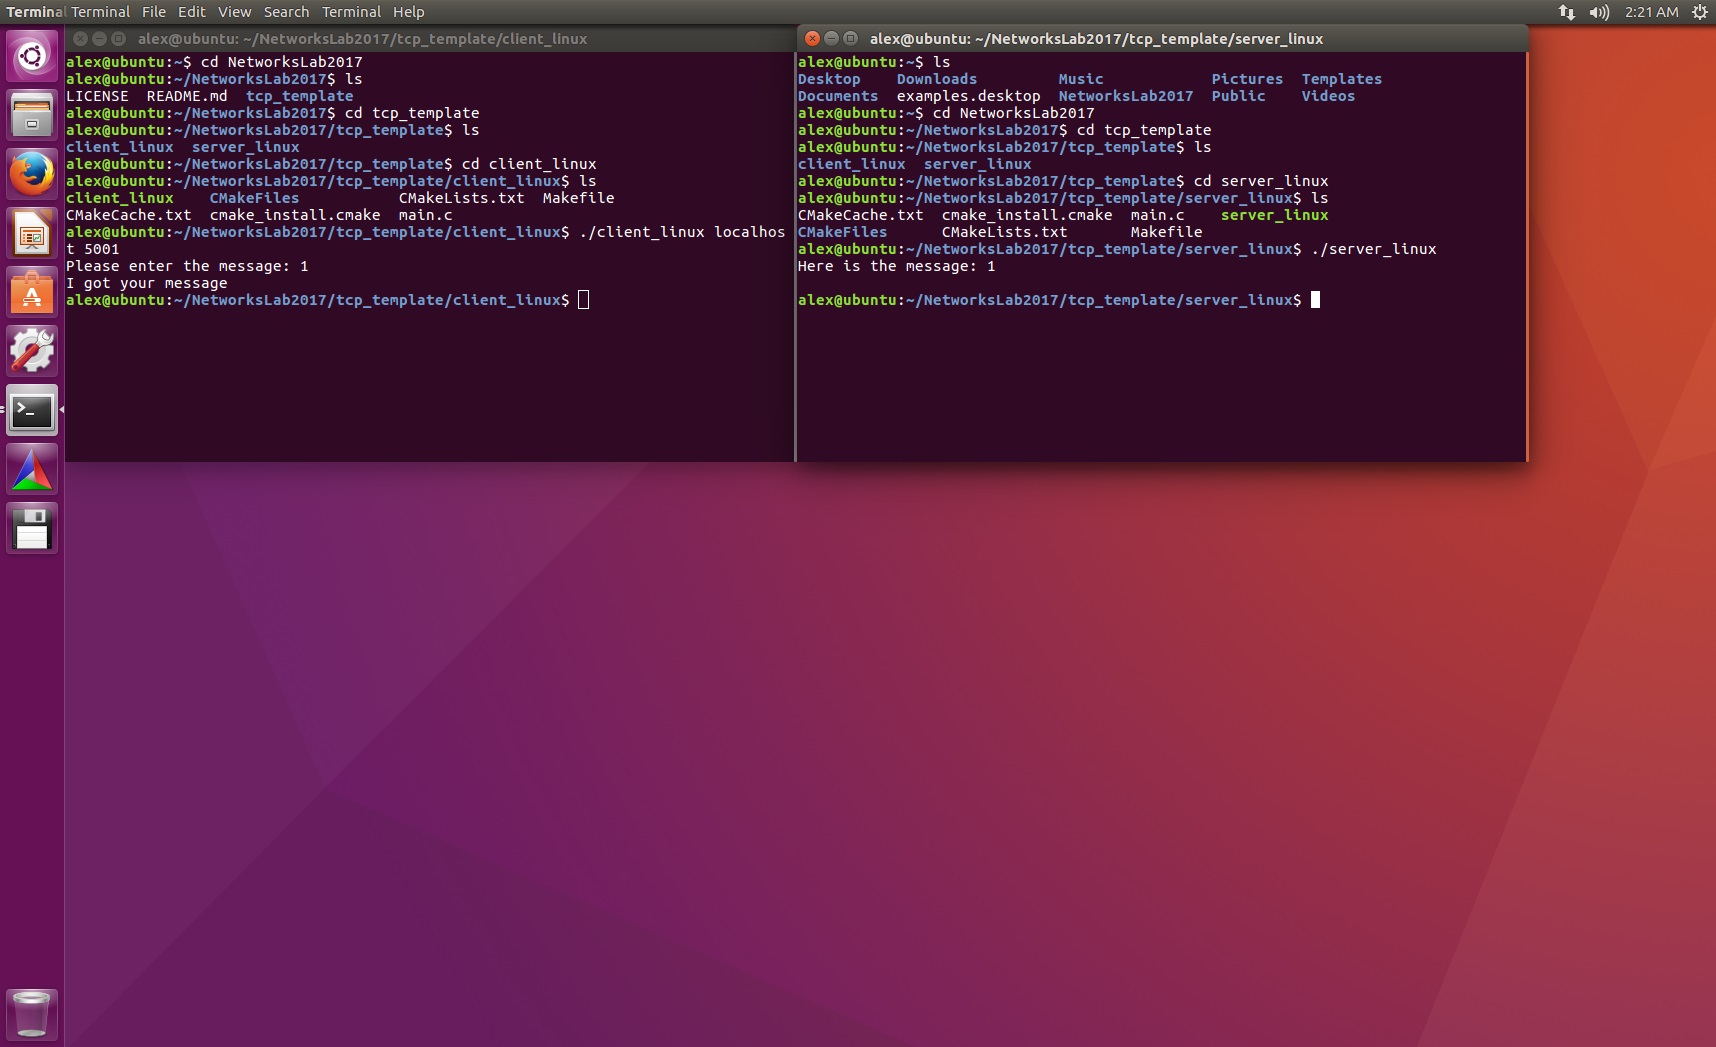 Terminal Terminal File Edit View Search Terminal Help 2:21 AM
alex@ubuntu: ~/NetworksLab2017/tcp_template/client_linux
alex@ubuntu:~$ cd NetworksLab2017
alex@ubuntu:~/NetworksLab2017$ ls
LICENSE README.md tcp_template
alex@ubuntu:~/NetworksLab2017$ cd tcp_template
alex@ubuntu:~/NetworksLab2017/tcp_template$ ls
client_linux server_linux
alex@ubuntu:~/NetworksLab2017/tcp_template$ cd client_linux
alex@ubuntu:~/NetworksLab2017/tcp_template/client_linux$ ls
client_linux CMakeFiles CMakeLists.txt Makefile
CMakeCache.txt cmake_install.cmake main.c
alex@ubuntu:~/NetworksLab2017/tcp_template/client_linux$ ./client_linux localhos
t 5001
Please enter the message: 1
I got your message
alex@ubuntu:~/NetworksLab2017/tcp_template/client_linux$
alex@ubuntu: ~/NetworksLab2017/tcp_template/server_linux
alex@ubuntu:~$ ls
Desktop Downloads Music Pictures Templates
Documents examples.desktop NetworksLab2017 Public Videos
alex@ubuntu:~$ cd NetworksLab2017
alex@ubuntu:~/NetworksLab2017$ cd tcp_template
alex@ubuntu:~/NetworksLab2017/tcp_template$ ls
client_linux server_linux
alex@ubuntu:~/NetworksLab2017/tcp_template$ cd server_linux
alex@ubuntu:~/NetworksLab2017/tcp_template/server_linux$ ls
CMakeCache.txt cmake_install.cmake main.c server_linux
CMakeFiles CMakeLists.txt Makefile
alex@ubuntu:~/NetworksLab2017/tcp_template/server_linux$ ./server_linux
Here is the message: 1
alex@ubuntu:~/NetworksLab2017/tcp_template/server_linux$